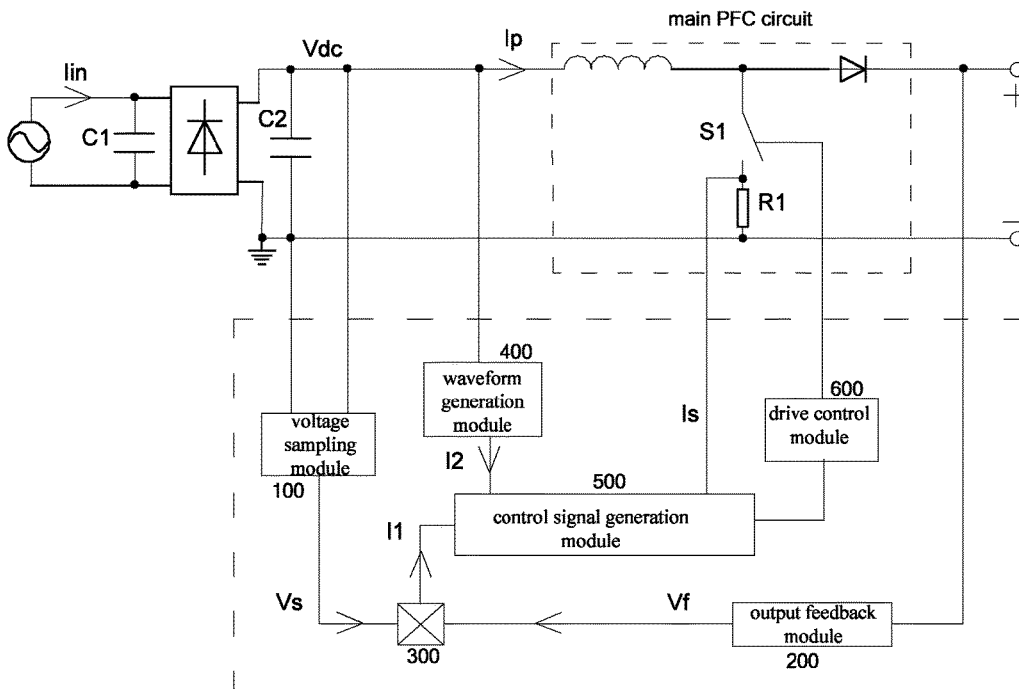 main PFC circuit
Vdc
Ip
Iin
C1
C2
S1
R1
+
−
400
waveform
generation
module
600
drive control
module
Is
voltage
sampling
module
100
I2
500
control signal generation
module
I1
Vs
Vf
300
output feedback
module
200